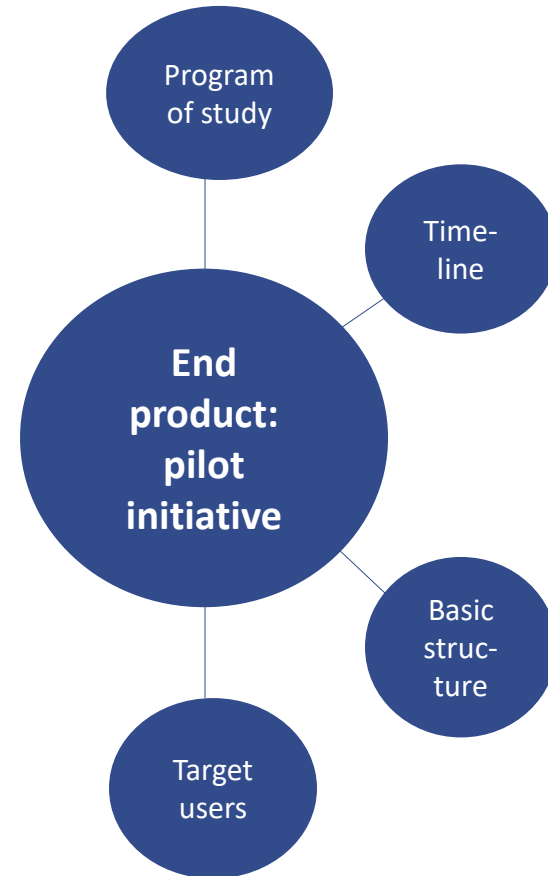 Program
of study
Time-
line
End
product:
pilot
initiative
Basic
struc-
ture
Target
users